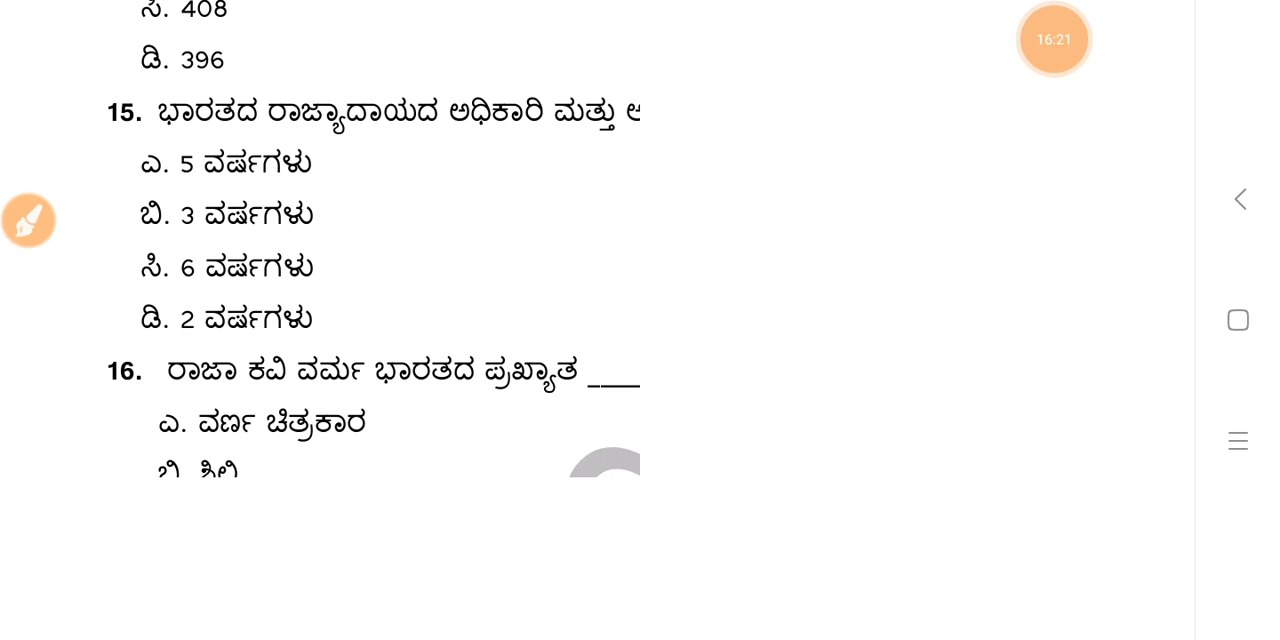 ಸಿ. 408
16:21
ಡಿ. 396
15. ಭಾರತದ ರಾಜ್ಯಾದಾಯದ ಅಧಿಕಾರಿ ಮತ್ತು
ಎ. 5 ವರ್ಷಗಳು
ಬಿ. 3 ವರ್ಷಗಳು
ಸಿ. 6 ವರ್ಷಗಳು
ಡಿ. 2 ವರ್ಷಗಳು
16. ರಾಜಾ ಕವಿ ವರ್ಮ ಭಾರತದ ಪ್ರಖ್ಯಾತ ____
ಎ. ವರ್ಣ ಚಿತ್ರಕಾರ
ಬಿ. ಶಿಲ್ಪಿ